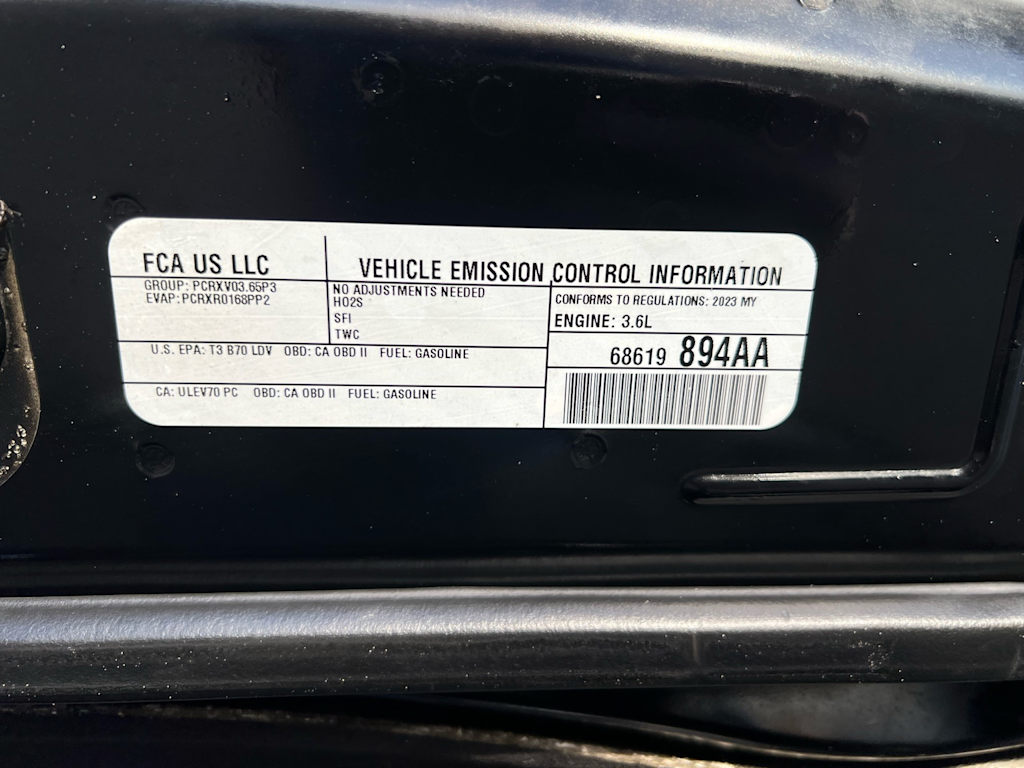 FCA US LLC
VEHICLE EMISSION CONTROL INFORMATION
GROUP: PCRXV03.65P3
EVAP: PCRXR0168PP2
NO ADJUSTMENTS NEEDED
HO2S
SFI
TWC
CONFORMS TO REGULATIONS: 2023 MY
ENGINE: 3.6L
U.S. EPA: T3 B70 LDV OBD: CA OBD II FUEL: GASOLINE
68619 894AA
CA: ULEV70 PC OBD: CA OBD II FUEL: GASOLINE